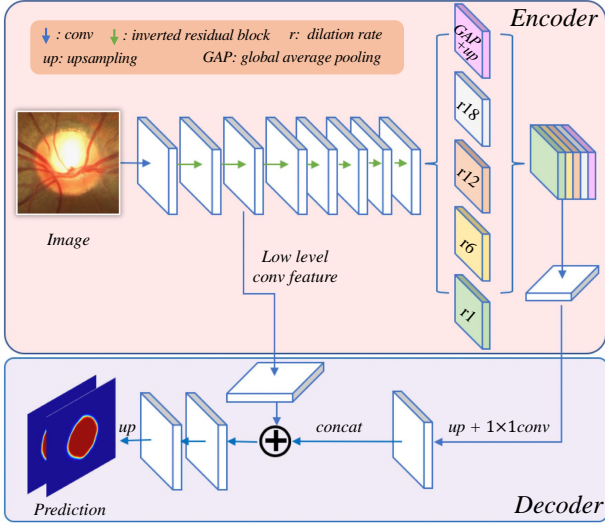 Encoder
: conv : inverted residual block r: dilation rate
up: upsampling GAP: global average pooling
GAP
+up
r18
r12
r6
r1
Image
Low level
conv feature
up
concat
up + 1×1conv
Prediction
Decoder